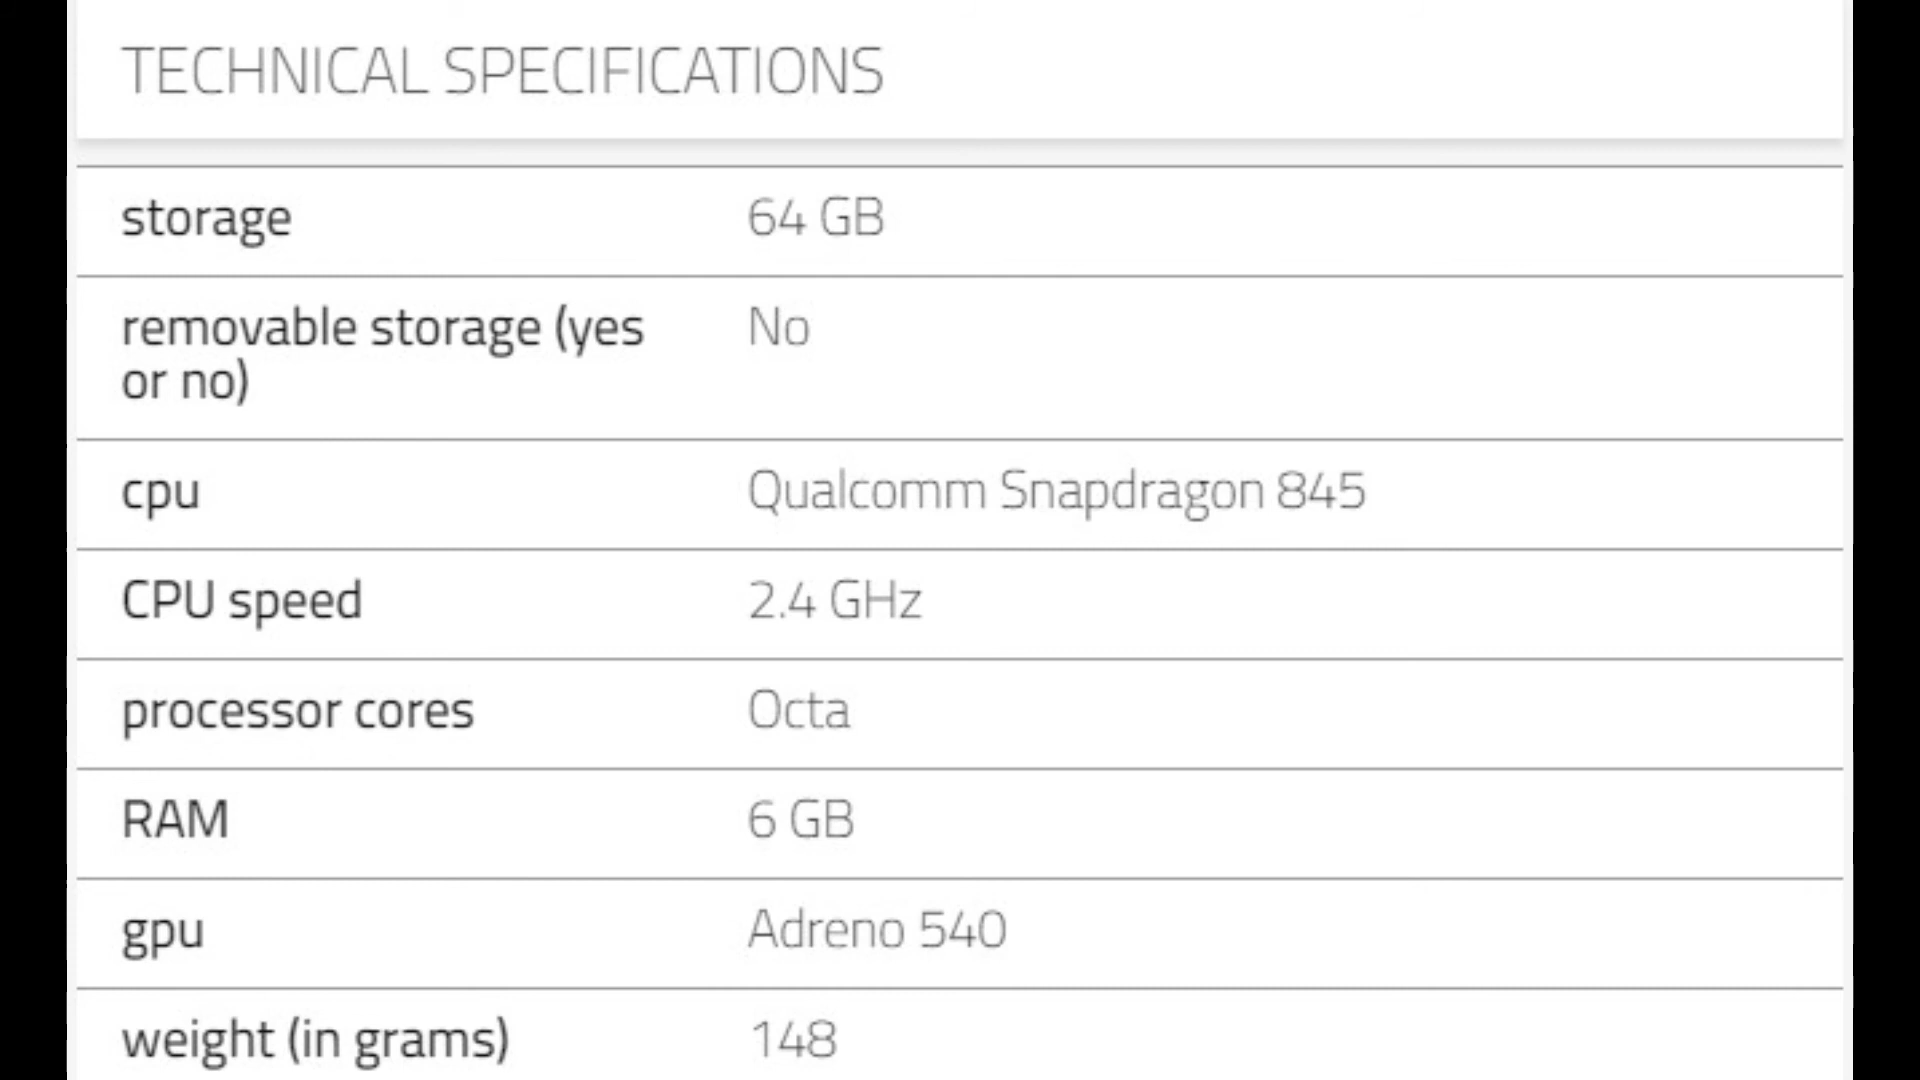 TECHNICAL SPECIFICATIONS
storage 64 GB
removable storage (yes No
or no)
cpu Qualcomm Snapdragon 845
CPU speed 2.4 GHz
processor cores Octa
RAM 6 GB
gpu Adreno 540
weight (in grams) 148